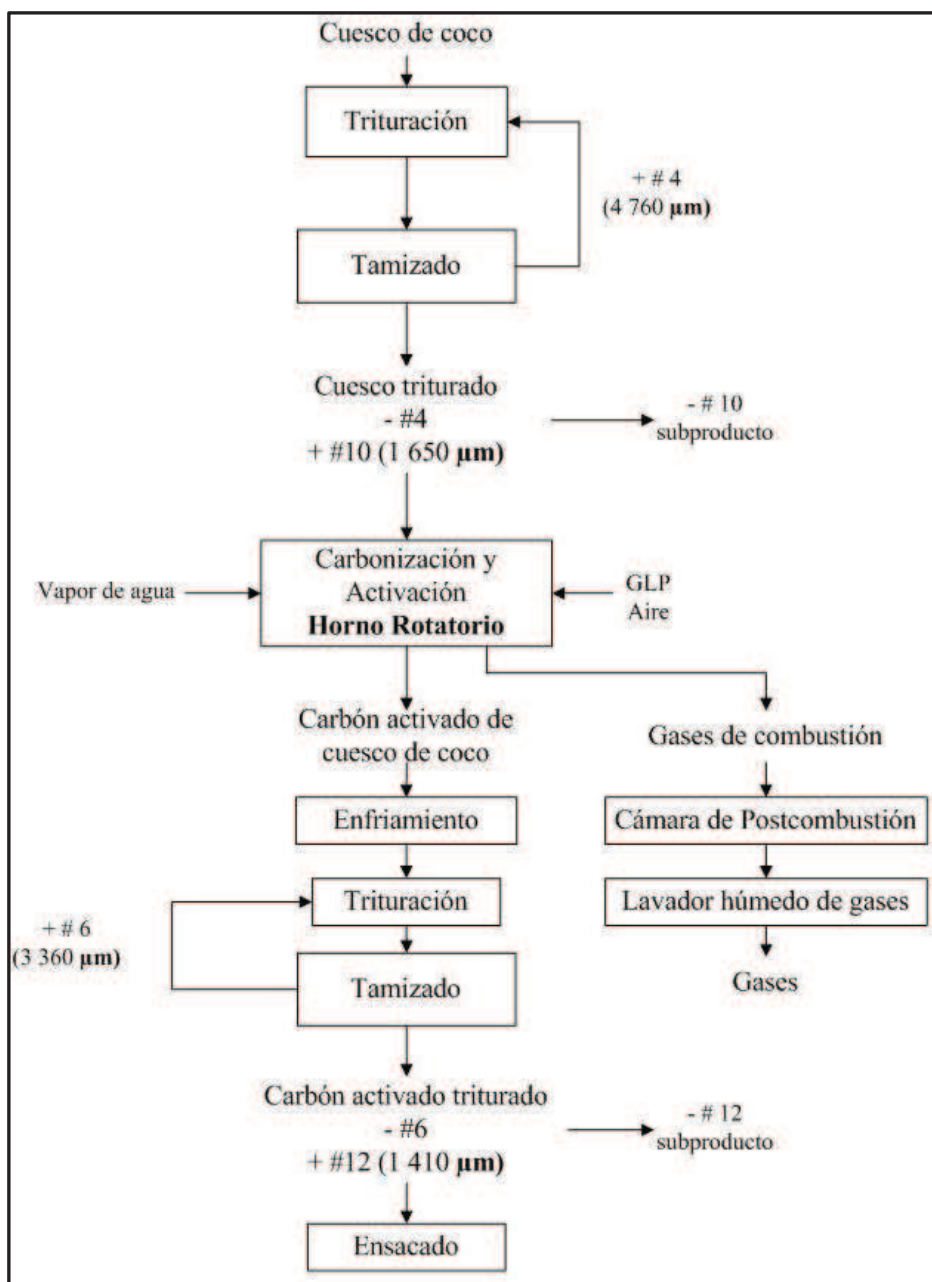 Cuesco de coco
Trituración
+ # 4
(4 760 µm)
Tamizado
Cuesco triturado
- #4
+ #10 (1 650 µm)
- # 10
subproducto
Carbonización y
Activación
Horno Rotatorio
Vapor de agua
GLP
Aire
Carbón activado de
cuesco de coco
Gases de combustión
Enfriamiento
Cámara de Postcombustión
Trituración
Lavador húmedo de gases
+ # 6
(3 360 µm)
Tamizado
Gases
Carbón activado triturado
- #6
+ #12 (1 410 µm)
- # 12
subproducto
Ensacado